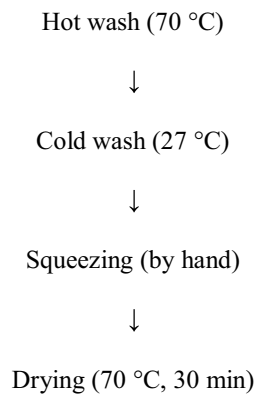 Hot wash (70 °C)
↓
Cold wash (27 °C)
↓
Squeezing (by hand)
↓
Drying (70 °C, 30 min)